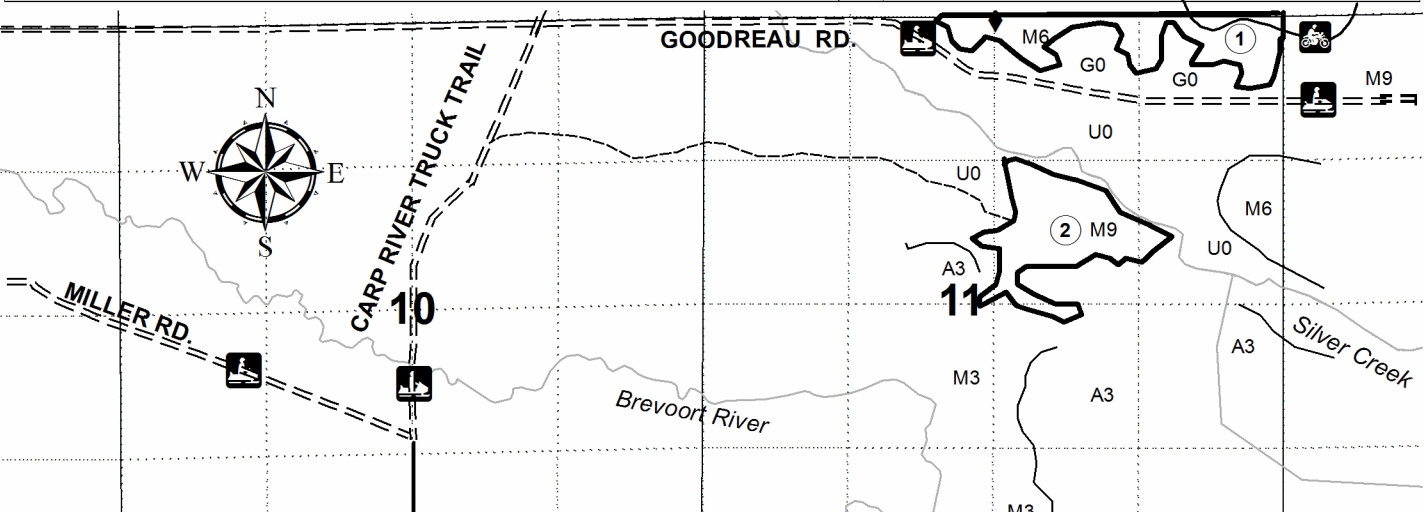 GOODREAU RD.
M6
1
G0
G0
M9
CARP RIVER TRUCK TRAIL
N
W
E
S
U0
U0
M6
2
M9
U0
A3
10
11
MILLER RD.
Silver Creek
A3
M3
A3
Brevoort River
M3